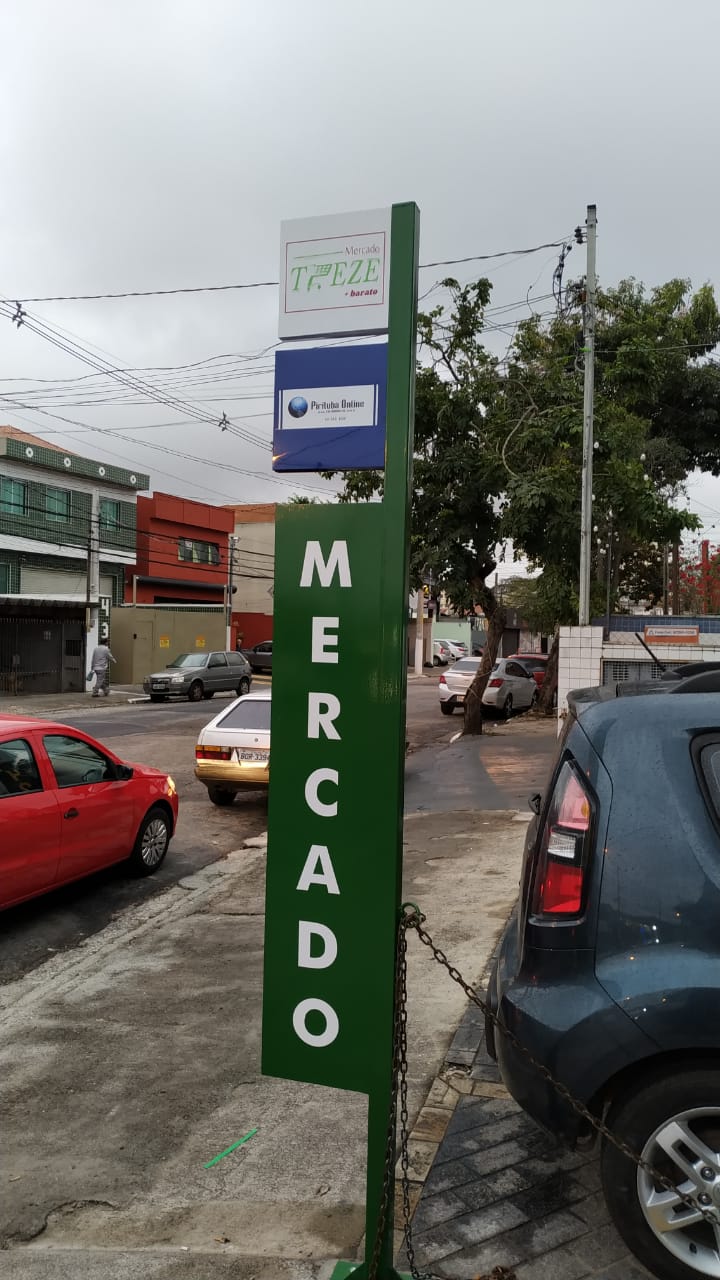 Mercado
TREZE
+ barato
Pirituba Online
MERCADO